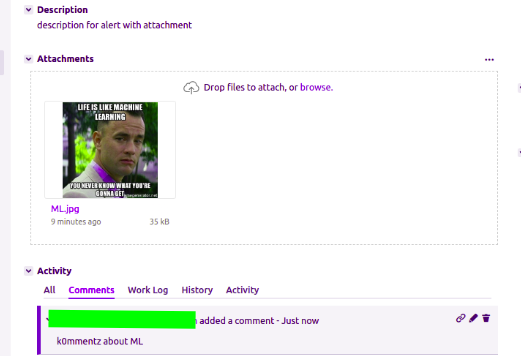 Description
description for alert with attachment
Attachments
Drop files to attach, or browse.
LIFE IS LIKE MACHINE
LEARNING
YOU NEVER KNOW WHAT YOU'RE
GONNA GET
ML.jpg
9 minutes ago 35 kB
Activity
All Comments Work Log History Activity
added a comment - Just now
k0mmentz about ML